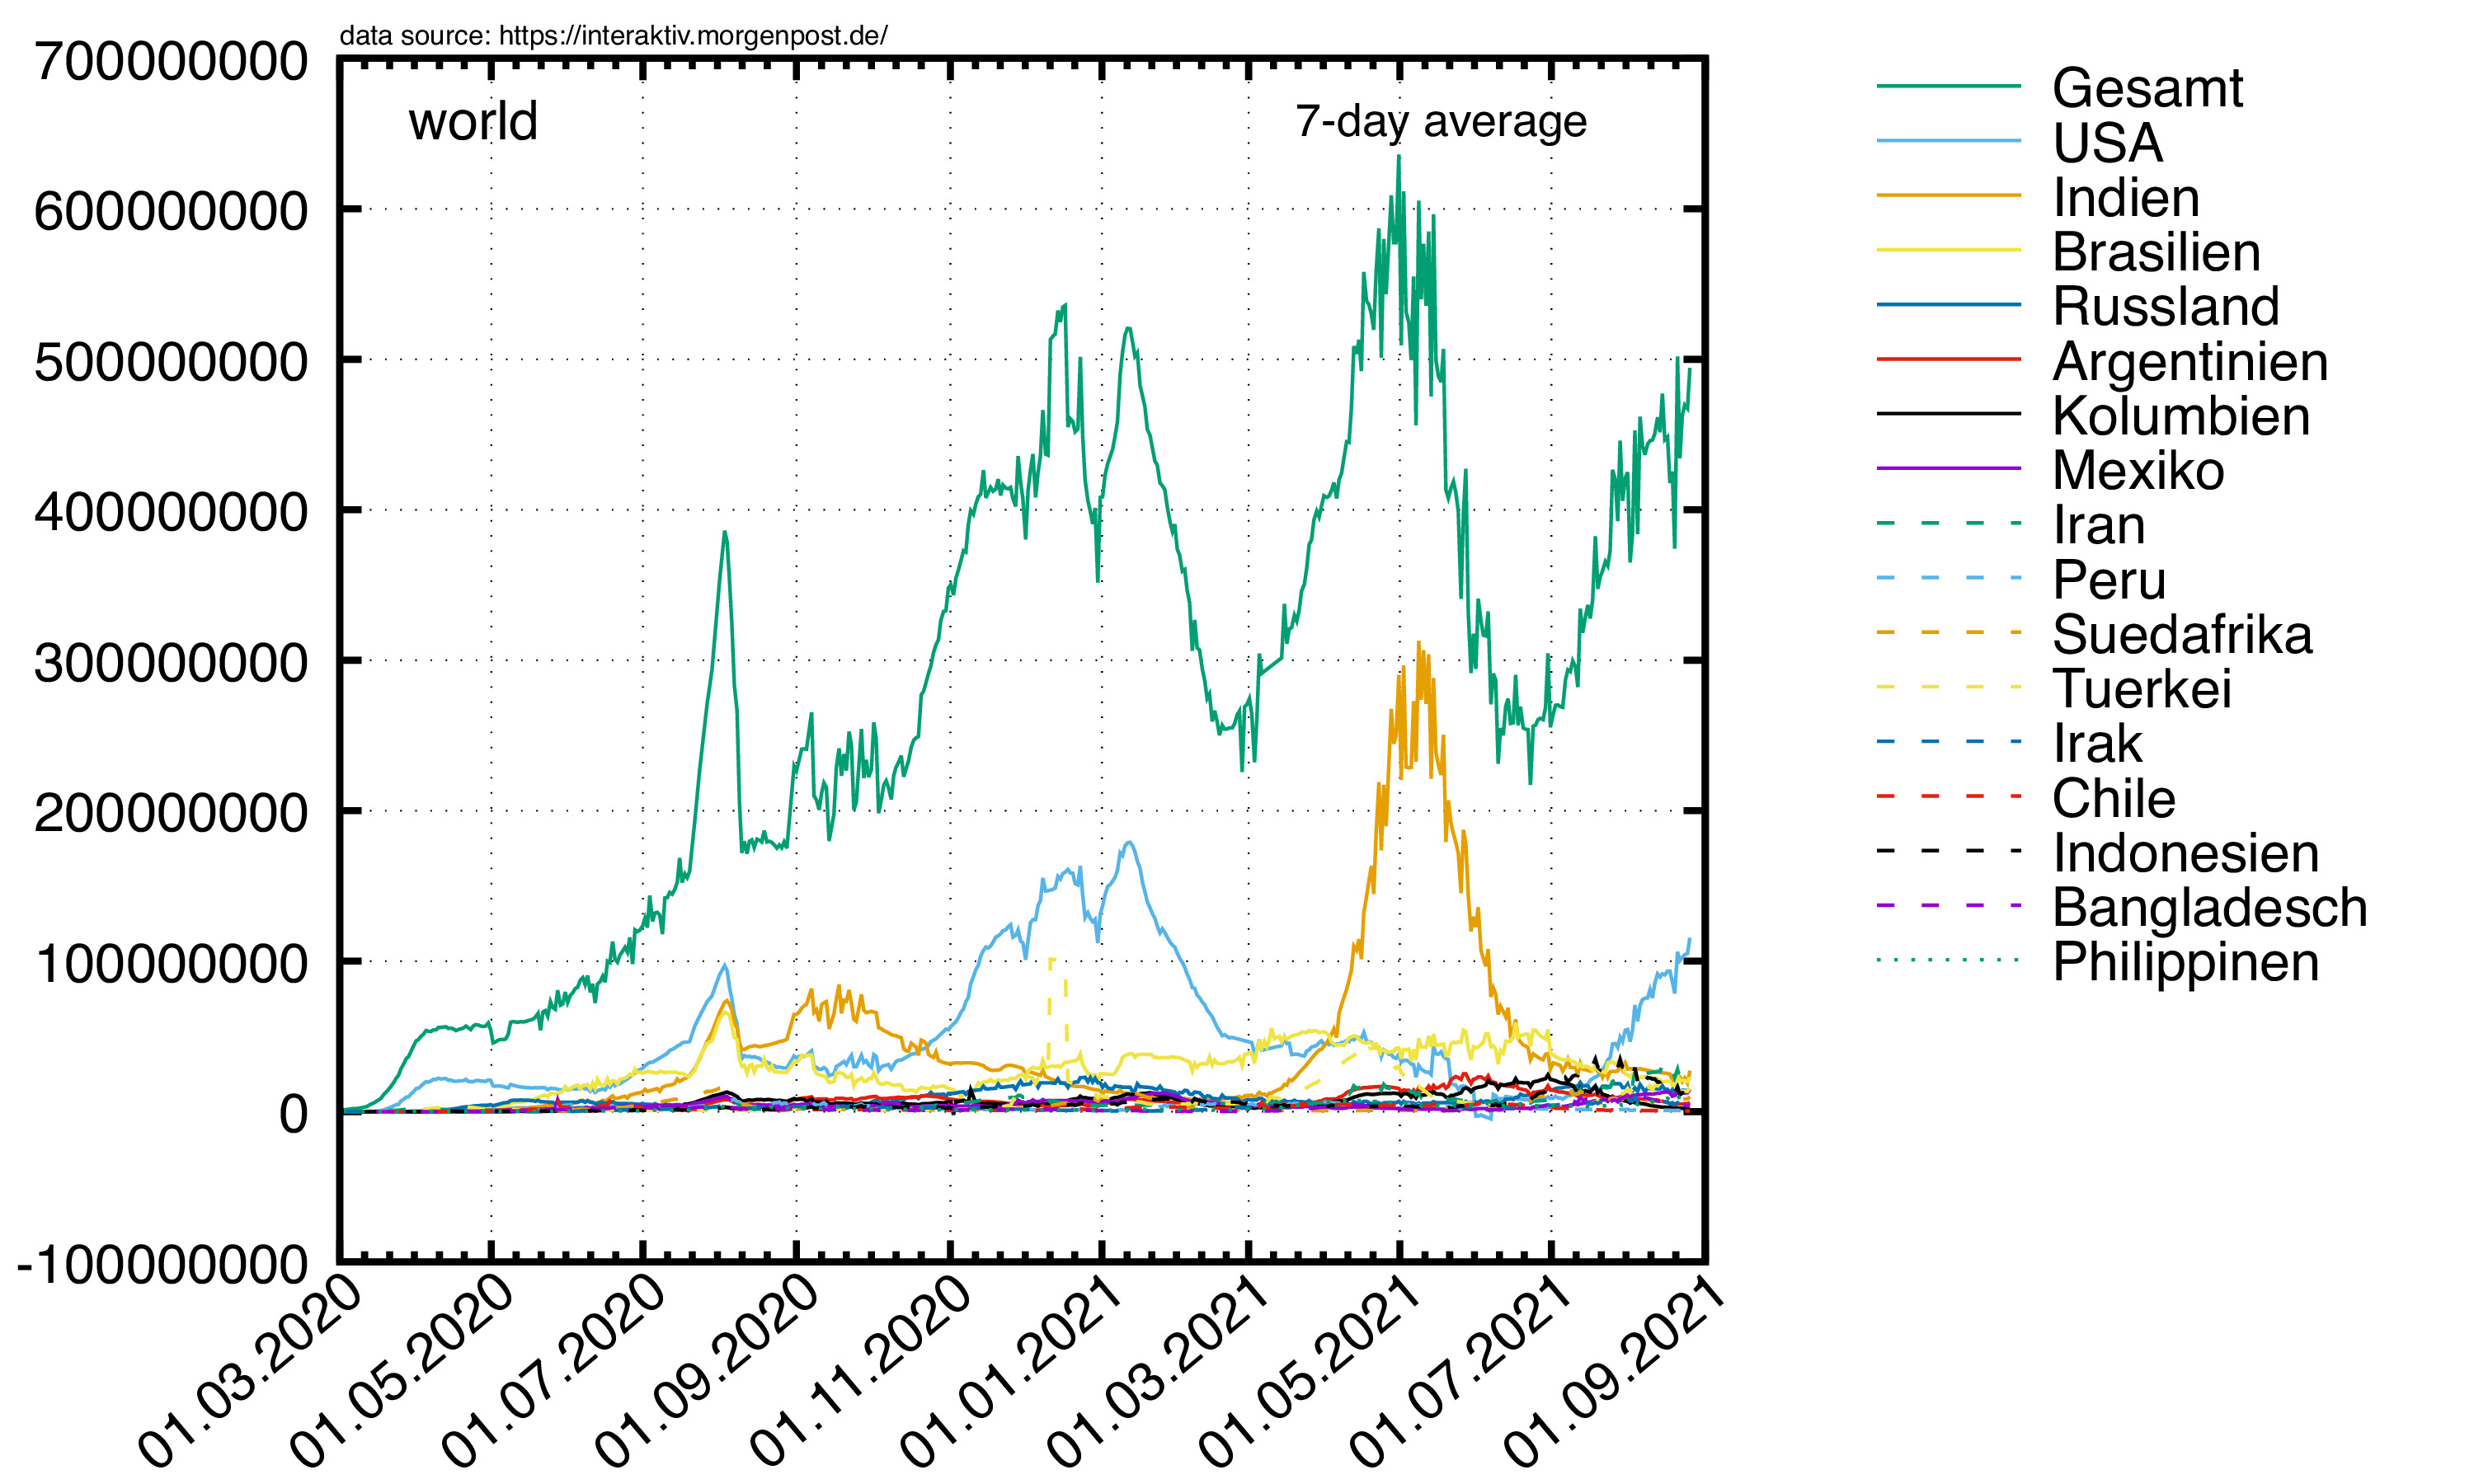 data source: https://interaktiv.morgenpost.de/
world
7-day average
700000000
600000000
500000000
400000000
300000000
200000000
100000000
0
-100000000
01.03.2020
01.05.2020
01.07.2020
01.09.2020
01.11.2020
01.01.2021
01.03.2021
01.05.2021
01.07.2021
01.09.2021
Gesamt
USA
Indien
Brasilien
Russland
Argentinien
Kolumbien
Mexiko
Iran
Peru
Suedafrika
Tuerkei
Irak
Chile
Indonesien
Bangladesch
Philippinen